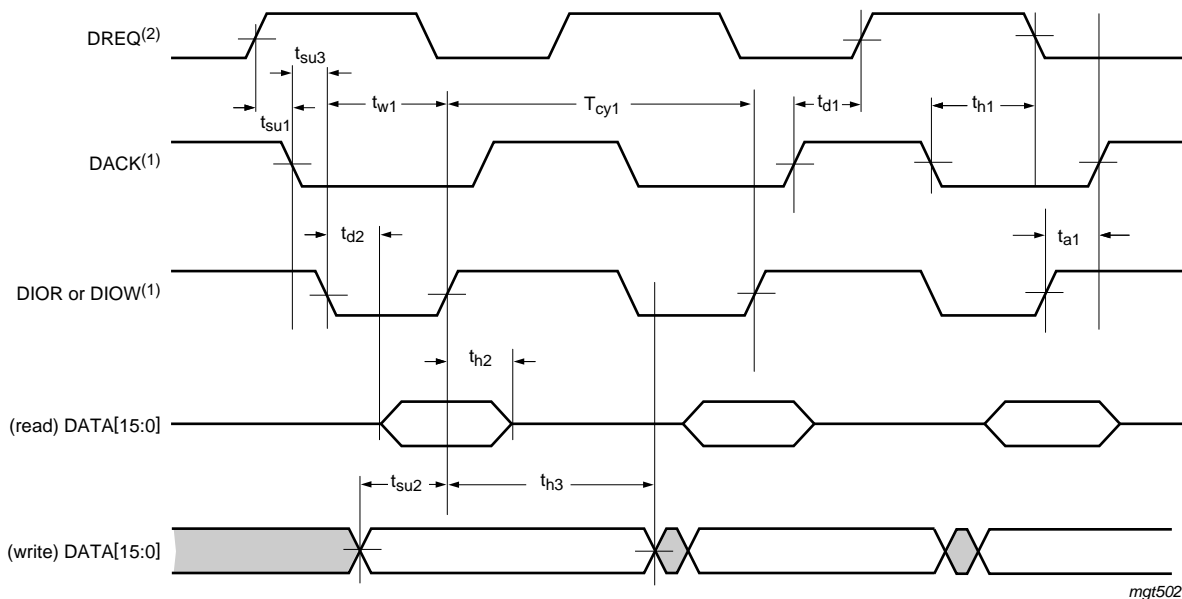 DREQ(2)
tsu3
tsu1
tw1
Tcy1
td1
th1
DACK(1)
td2
ta1
DIOR or DIOW(1)
th2
(read) DATA[15:0]
tsu2
th3
(write) DATA[15:0]
mgt502